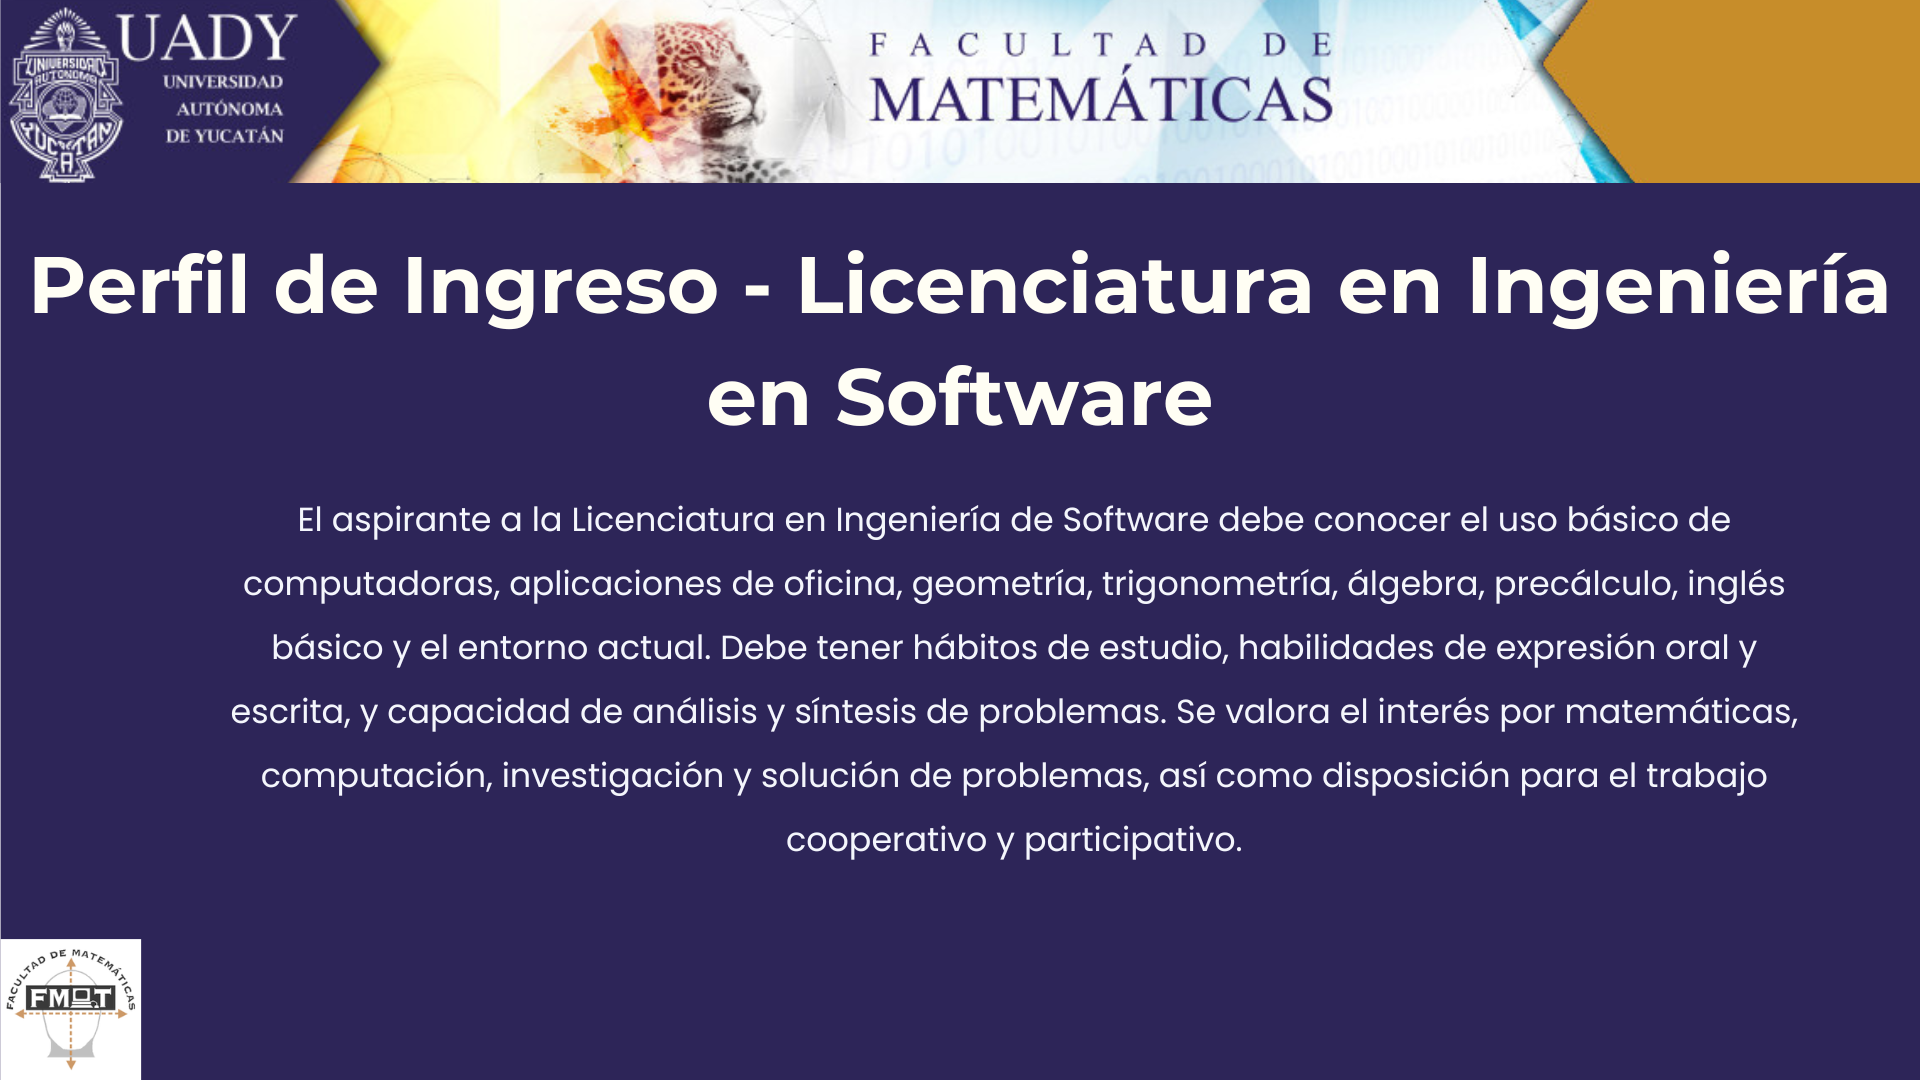 UADY
UNIVERSIDAD
AUTÓNOMA
DE YUCATÁN
UNIVERSIDAD
AUTONOMA
YUCATAN
FACULTAD DE
MATEMÁTICAS
Perfil de Ingreso - Licenciatura en Ingeniería
en Software
El aspirante a la Licenciatura en Ingeniería de Software debe conocer el uso básico de
computadoras, aplicaciones de oficina, geometría, trigonometría, álgebra, precálculo, inglés
básico y el entorno actual. Debe tener hábitos de estudio, habilidades de expresión oral y
escrita, y capacidad de análisis y síntesis de problemas. Se valora el interés por matemáticas,
computación, investigación y solución de problemas, así como disposición para el trabajo
cooperativo y participativo.
FACULTAD DE MATEMÁTICAS